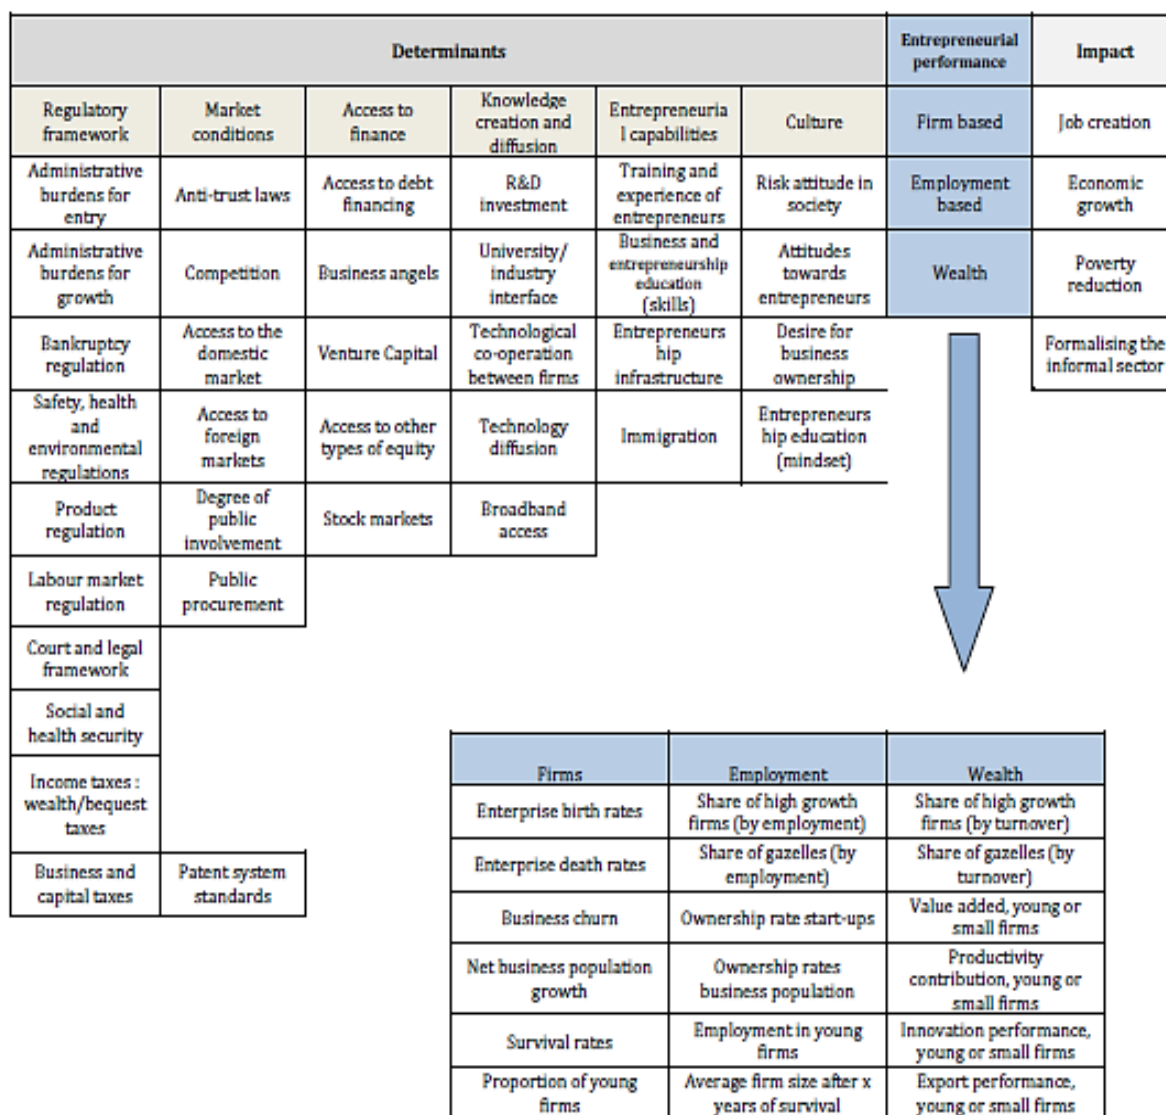 Determinants
Entrepreneurial
performance
Impact
Regulatory
framework
Market
conditions
Access to
finance
Knowledge
creation and
diffusion
Entrepreneuria
l capabilities
Culture
Firm based
Job creation
Administrative
burdens for
entry
Anti-trust laws
Access to debt
financing
R&D
investment
Training and
experience of
entrepreneurs
Risk attitude in
society
Employment
based
Economic
growth
Administrative
burdens for
growth
Competition
Business angels
University/
industry
interface
Business and
entrepreneurship
education
(skills)
Attitudes
towards
entrepreneurs
Wealth
Poverty
reduction
Bankruptcy
regulation
Access to the
domestic
market
Venture Capital
Technological
co-operation
between firms
Entrepreneurs
hip
infrastructure
Desire for
business
ownership
Formalising the
informal sector
Safety, health
and
environmental
regulations
Access to
foreign
markets
Access to other
types of equity
Technology
diffusion
Immigration
Entrepreneurs
hip education
(mindset)
Product
regulation
Degree of
public
involvement
Stock markets
Broadband
access
Labour market
regulation
Public
procurement
Court and legal
framework
Social and
health security
Income taxes :
wealth/bequest
taxes
Business and
capital taxes
Patent system
standards
Firms
Employment
Wealth
Enterprise birth rates
Share of high growth
firms (by employment)
Share of high growth
firms (by turnover)
Enterprise death rates
Share of gazelles (by
employment)
Share of gazelles (by
turnover)
Business churn
Ownership rate start-ups
Value added, young or
small firms
Net business population
growth
Ownership rates
business population
Productivity
contribution, young or
small firms
Survival rates
Employment in young
firms
Innovation performance,
young or small firms
Proportion of young
firms
Average firm size after x
years of survival
Export performance,
young or small firms